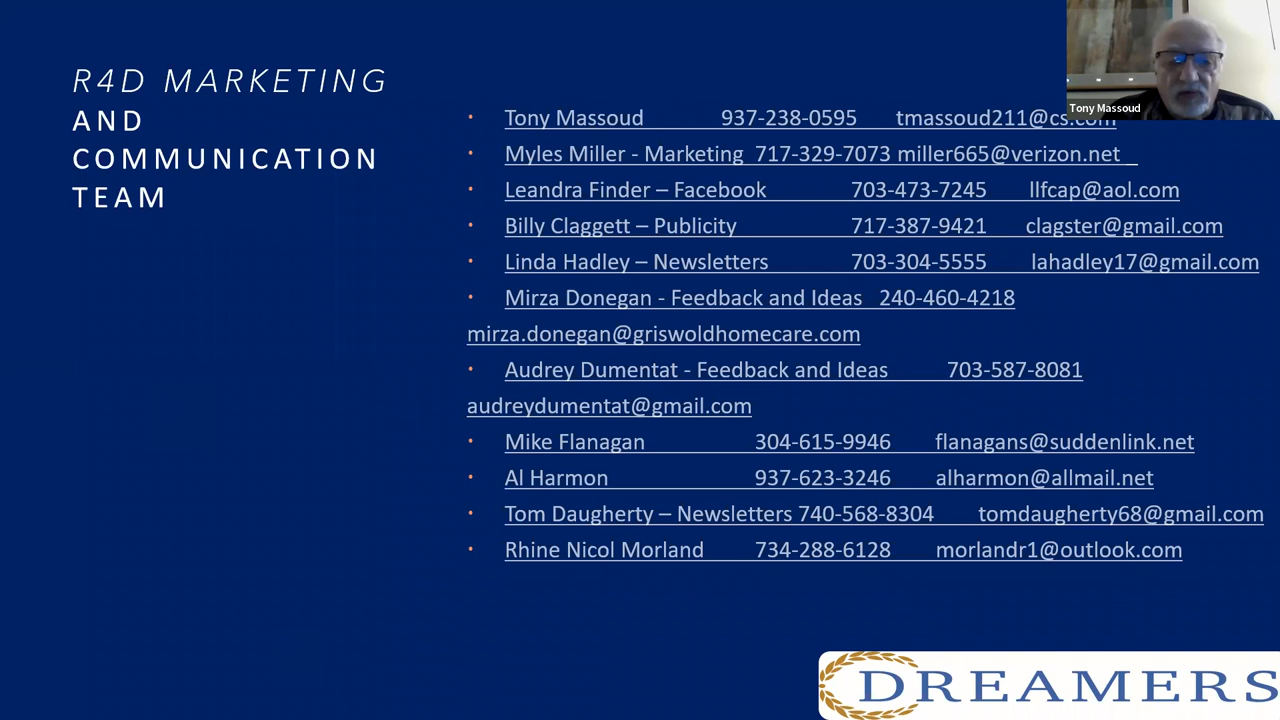 R4D MARKETING
AND
COMMUNICATION
TEAM
Tony Massoud
• Tony Massoud 937-238-0595 tmassoud211@cs.com
• Myles Miller - Marketing 717-329-7073 miller665@verizon.net _
• Leandra Finder – Facebook 703-473-7245 llfcap@aol.com
• Billy Claggett – Publicity 717-387-9421 clagster@gmail.com
• Linda Hadley – Newsletters 703-304-5555 lahadley17@gmail.com
• Mirza Donegan - Feedback and Ideas 240-460-4218
mirza.donegan@griswoldhomecare.com
• Audrey Dumentat - Feedback and Ideas 703-587-8081
audreydumentat@gmail.com
• Mike Flanagan 304-615-9946 flanagans@suddenlink.net
• Al Harmon 937-623-3246 alharmon@allmail.net
• Tom Daugherty – Newsletters 740-568-8304 tomdaugherty68@gmail.com
• Rhine Nicol Morland 734-288-6128 morlandr1@outlook.com
DREAMERS